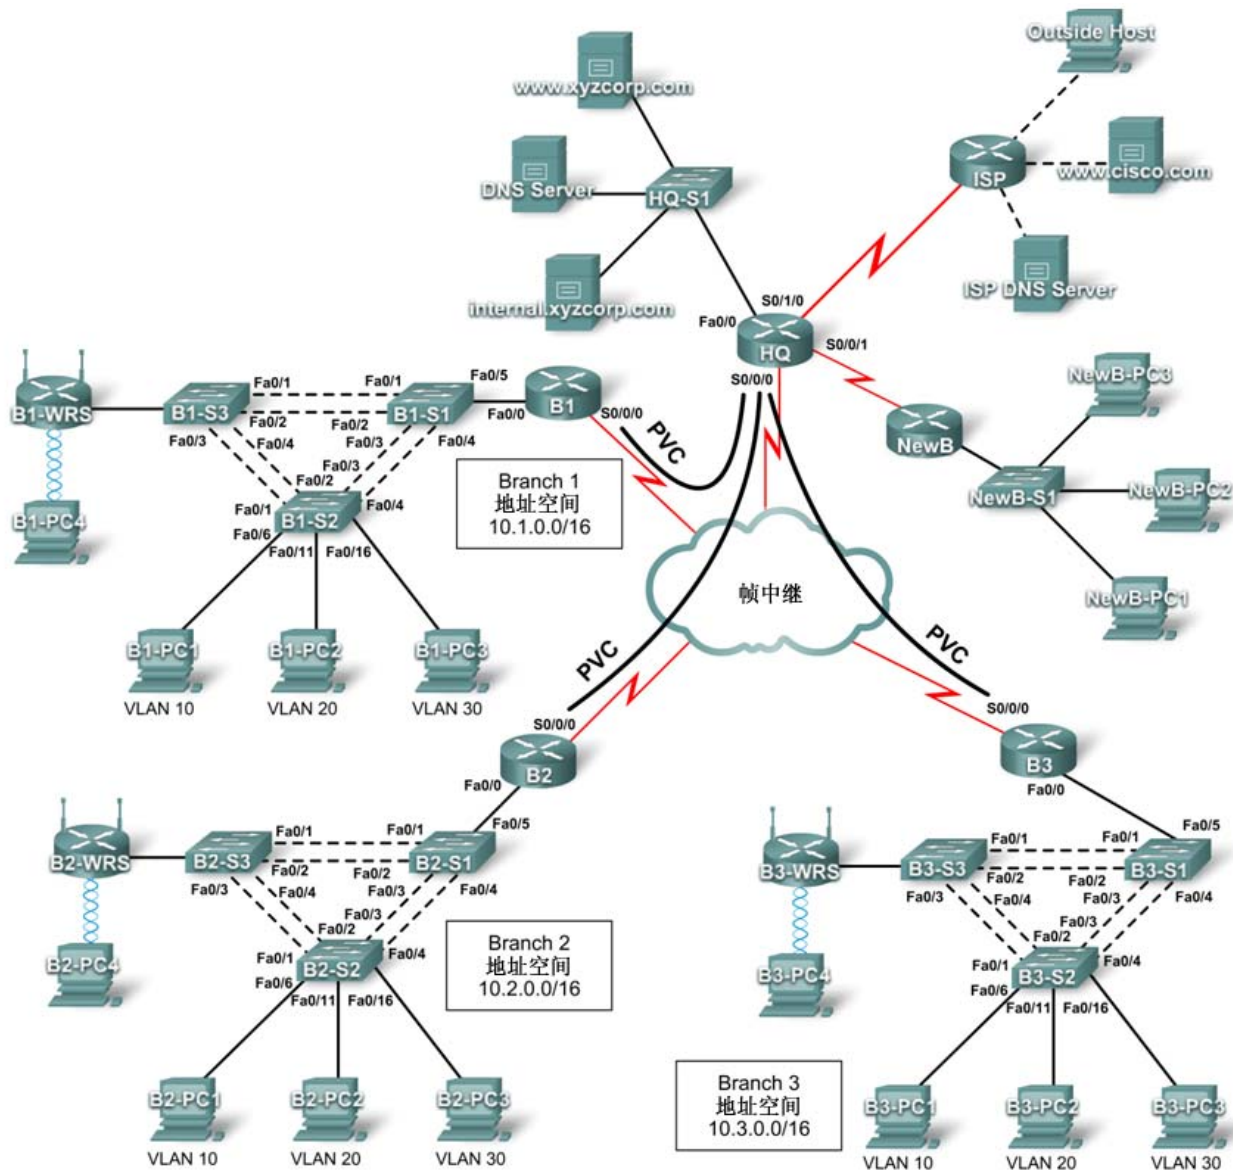 Outside Host
www.xyzcorp.com
ISP
www.cisco.com
DNS Server
HQ-S1
ISP DNS Server
internal.xyzcorp.com
S0/1/0
Fa0/0
HQ
S0/0/1
S0/0/0
NewB-PC3
NewB
NewB-PC2
NewB-S1
NewB-PC1
B1-WRS
Fa0/1
Fa0/1
Fa0/5
B1-S3
B1-S1
B1
Fa0/0
S0/0/0
Fa0/2
Fa0/2
Fa0/3
Fa0/4
Fa0/3
Fa0/4
PVC
Fa0/3
Fa0/2
Fa0/1
B1-S2
Fa0/4
B1-PC4
Fa0/6
Fa0/11
Fa0/16
Branch 1
地址空间
10.1.0.0/16
帧中继
B1-PC1
B1-PC2
B1-PC3
VLAN 10
VLAN 20
VLAN 30
PVC
PVC
S0/0/0
S0/0/0
B2
Fa0/0
B3
Fa0/0
B2-WRS
Fa0/1
Fa0/1
Fa0/5
B2-S3
B2-S1
Fa0/2
Fa0/2
Fa0/3
Fa0/4
Fa0/3
Fa0/4
Fa0/3
Fa0/2
Fa0/1
B2-S2
Fa0/4
B2-PC4
Fa0/6
Fa0/11
Fa0/16
Branch 2
地址空间
10.2.0.0/16
B2-PC1
B2-PC2
B2-PC3
VLAN 10
VLAN 20
VLAN 30
B3-WRS
Fa0/1
Fa0/1
Fa0/5
B3-S3
B3-S1
Fa0/2
Fa0/2
Fa0/3
Fa0/4
Fa0/3
Fa0/4
Fa0/3
Fa0/2
Fa0/1
B3-S2
Fa0/4
B3-PC4
Fa0/6
Fa0/11
Fa0/16
Branch 3
地址空间
10.3.0.0/16
B3-PC1
B3-PC2
B3-PC3
VLAN 10
VLAN 20
VLAN 30